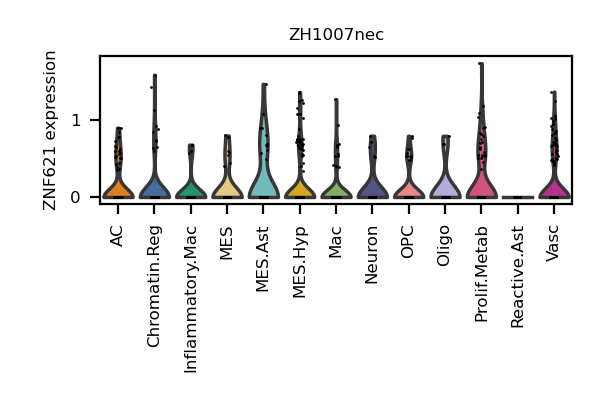 ZH1007nec
ZNF621 expression
1
0
AC
Chromatin.Reg
Inflammatory.Mac
MES
MES.Ast
MES.Hyp
Mac
Neuron
OPC
Oligo
Prolif.Metab
Reactive.Ast
Vasc